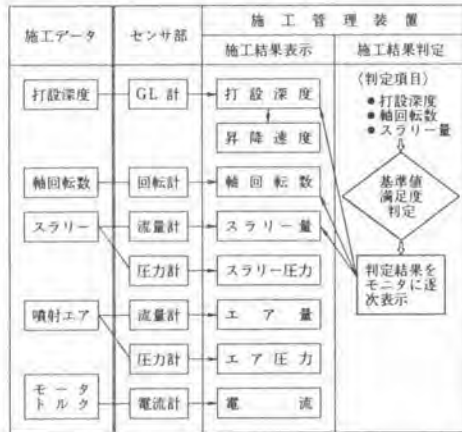 施工データ
センサ部
施工管理装置
施工結果表示
施工結果判定
打設深度
GL計
打設深度
昇降速度
軸回転数
回転計
軸回転数
スラリー
流量計
スラリー量
圧力計
スラリー圧力
噴射エア
流量計
エア量
圧力計
エア圧力
モータ
トルク
電流計
電流
(判定項目)
●打設深度
●軸回転数
●スラリー量
基準値
満足度
判定
判定結果を
モニタに逐
次表示